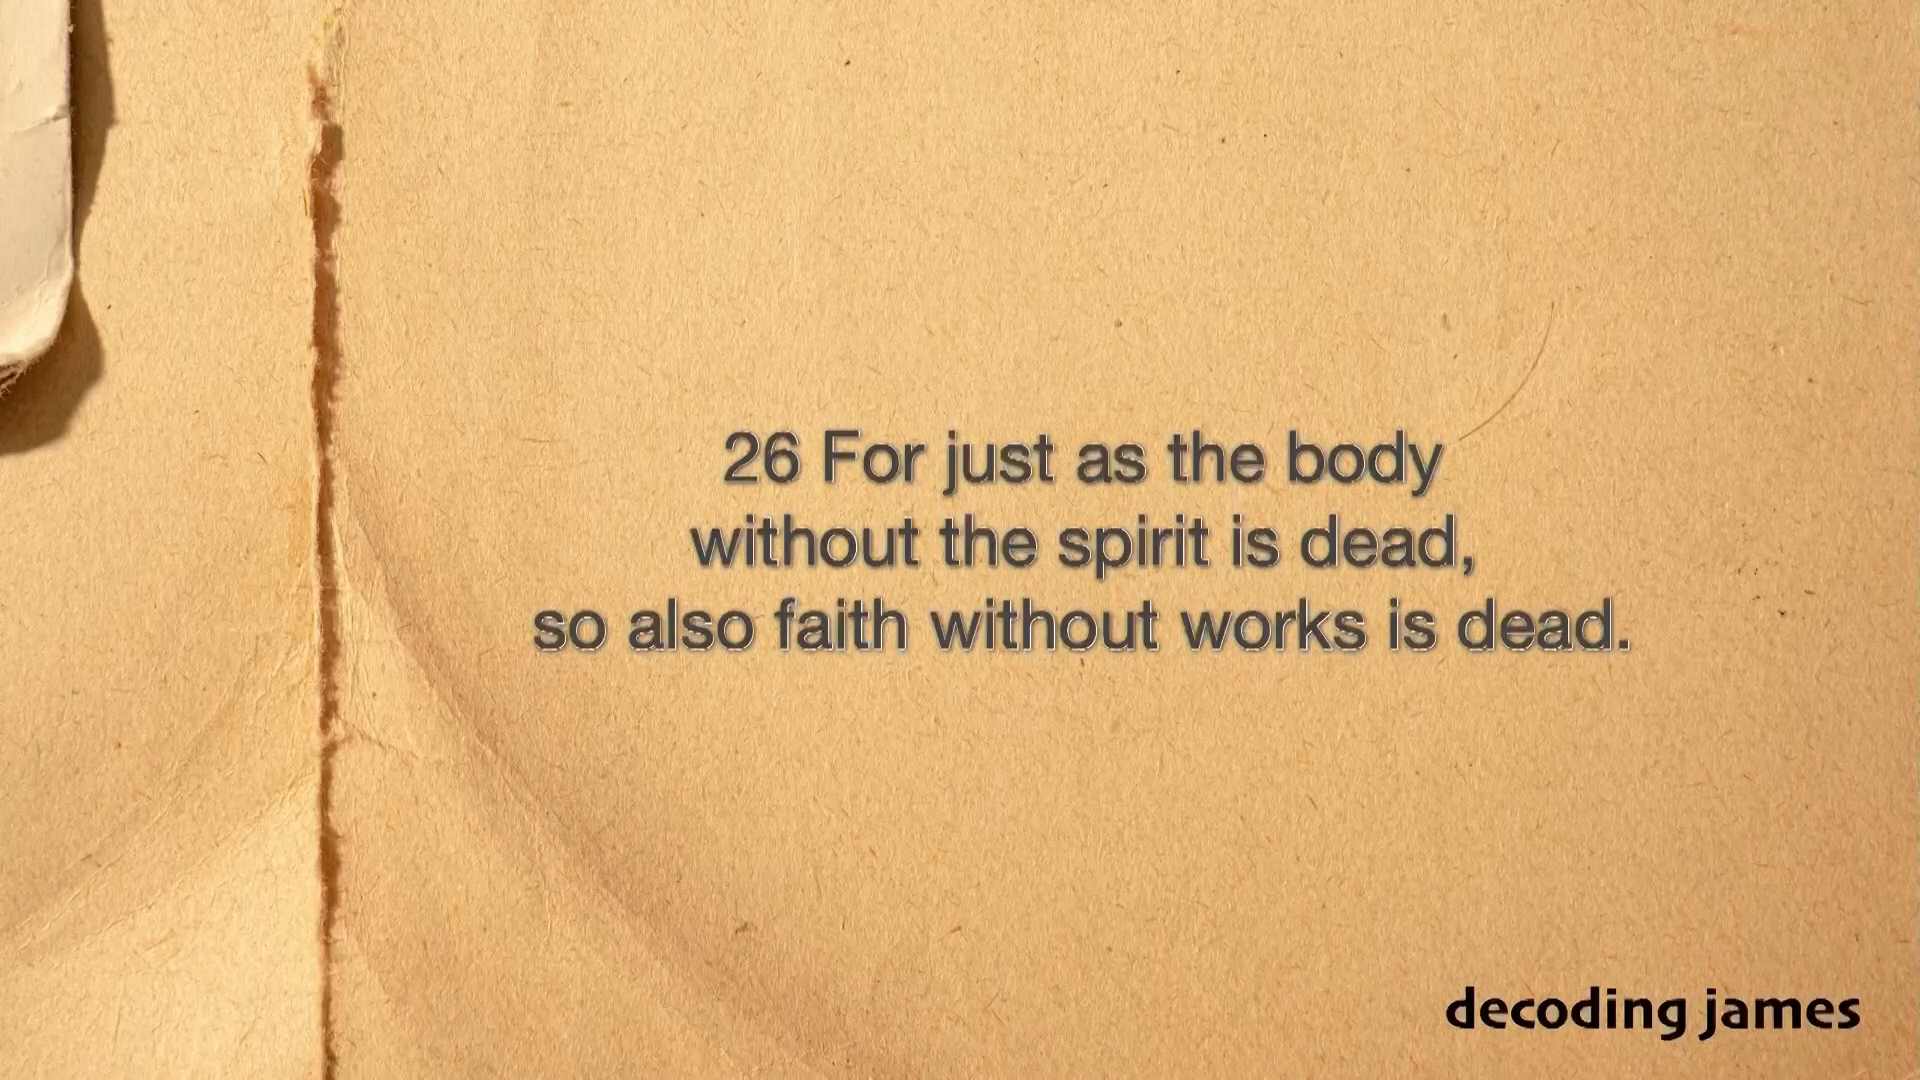 26 For just as the body
without the spirit is dead,
so also faith without works is dead.
decoding james